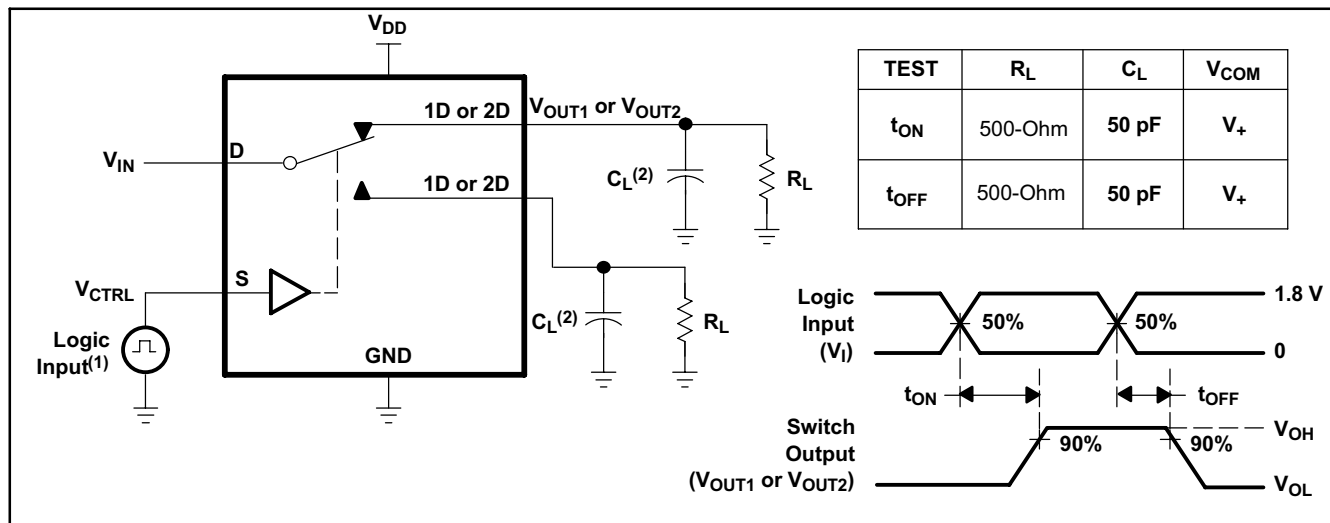 VDD
1D or 2D
VOUT1 or VOUT2
VIN
D
CL(2)
RL
1D or 2D
VCTRL
S
Logic
Input(1)
CL(2)
RL
GND
TEST RL CL VCOM
tON 500-Ohm 50 pF V+
tOFF 500-Ohm 50 pF V+
Logic
Input
(VI)
50%
50%
1.8 V
0
tON
tOFF
Switch
Output
(VOUT1 or VOUT2)
90%
90%
VOH
VOL